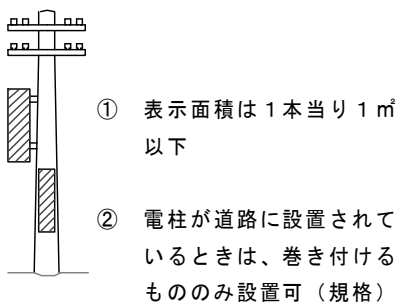 ① 表示面積は1本当り1㎡
以下
② 電柱が道路に設置されて
いるときは、巻き付ける
もののみ設置可（規格）